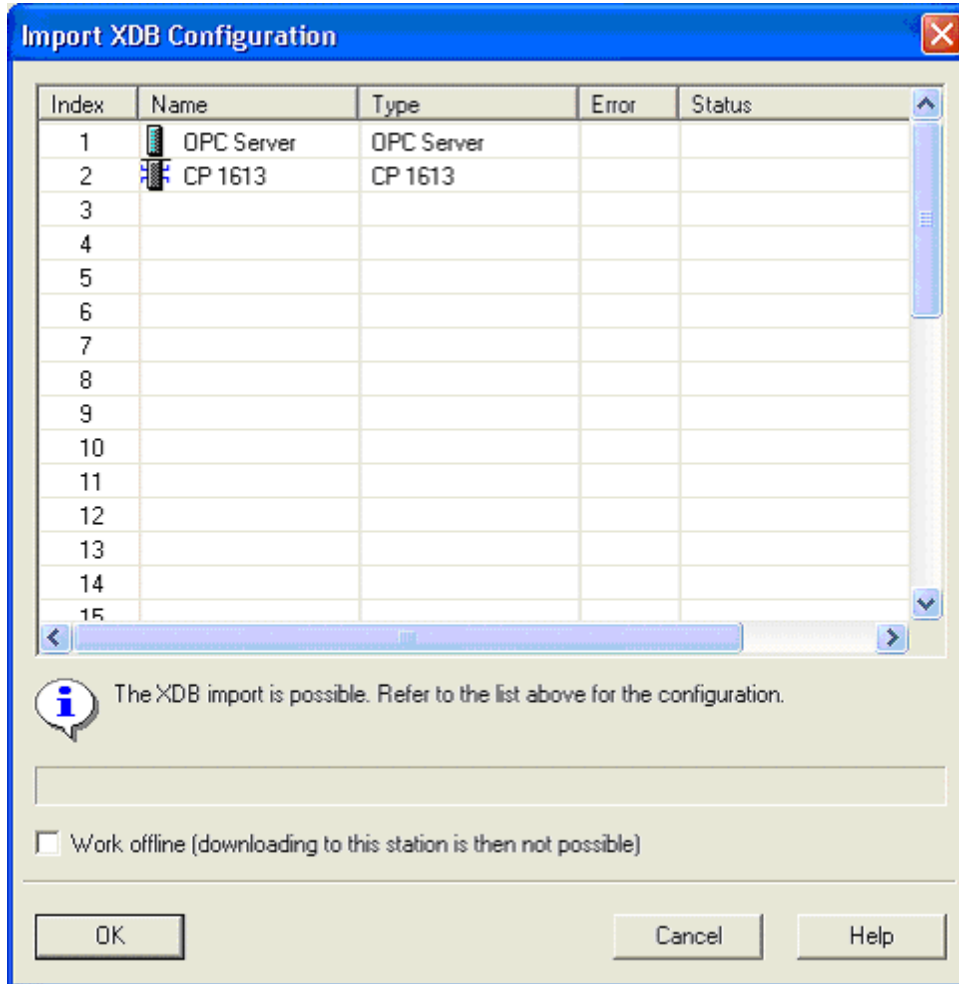 Import XDB Configuration
Index Name Type Error Status
1 OPC Server OPC Server
2 CP 1613 CP 1613
3
4
5
6
7
8
9
10
11
12
13
14
15
The XDB import is possible. Refer to the list above for the configuration.
Work offline (downloading to this station is then not possible)
OK Cancel Help